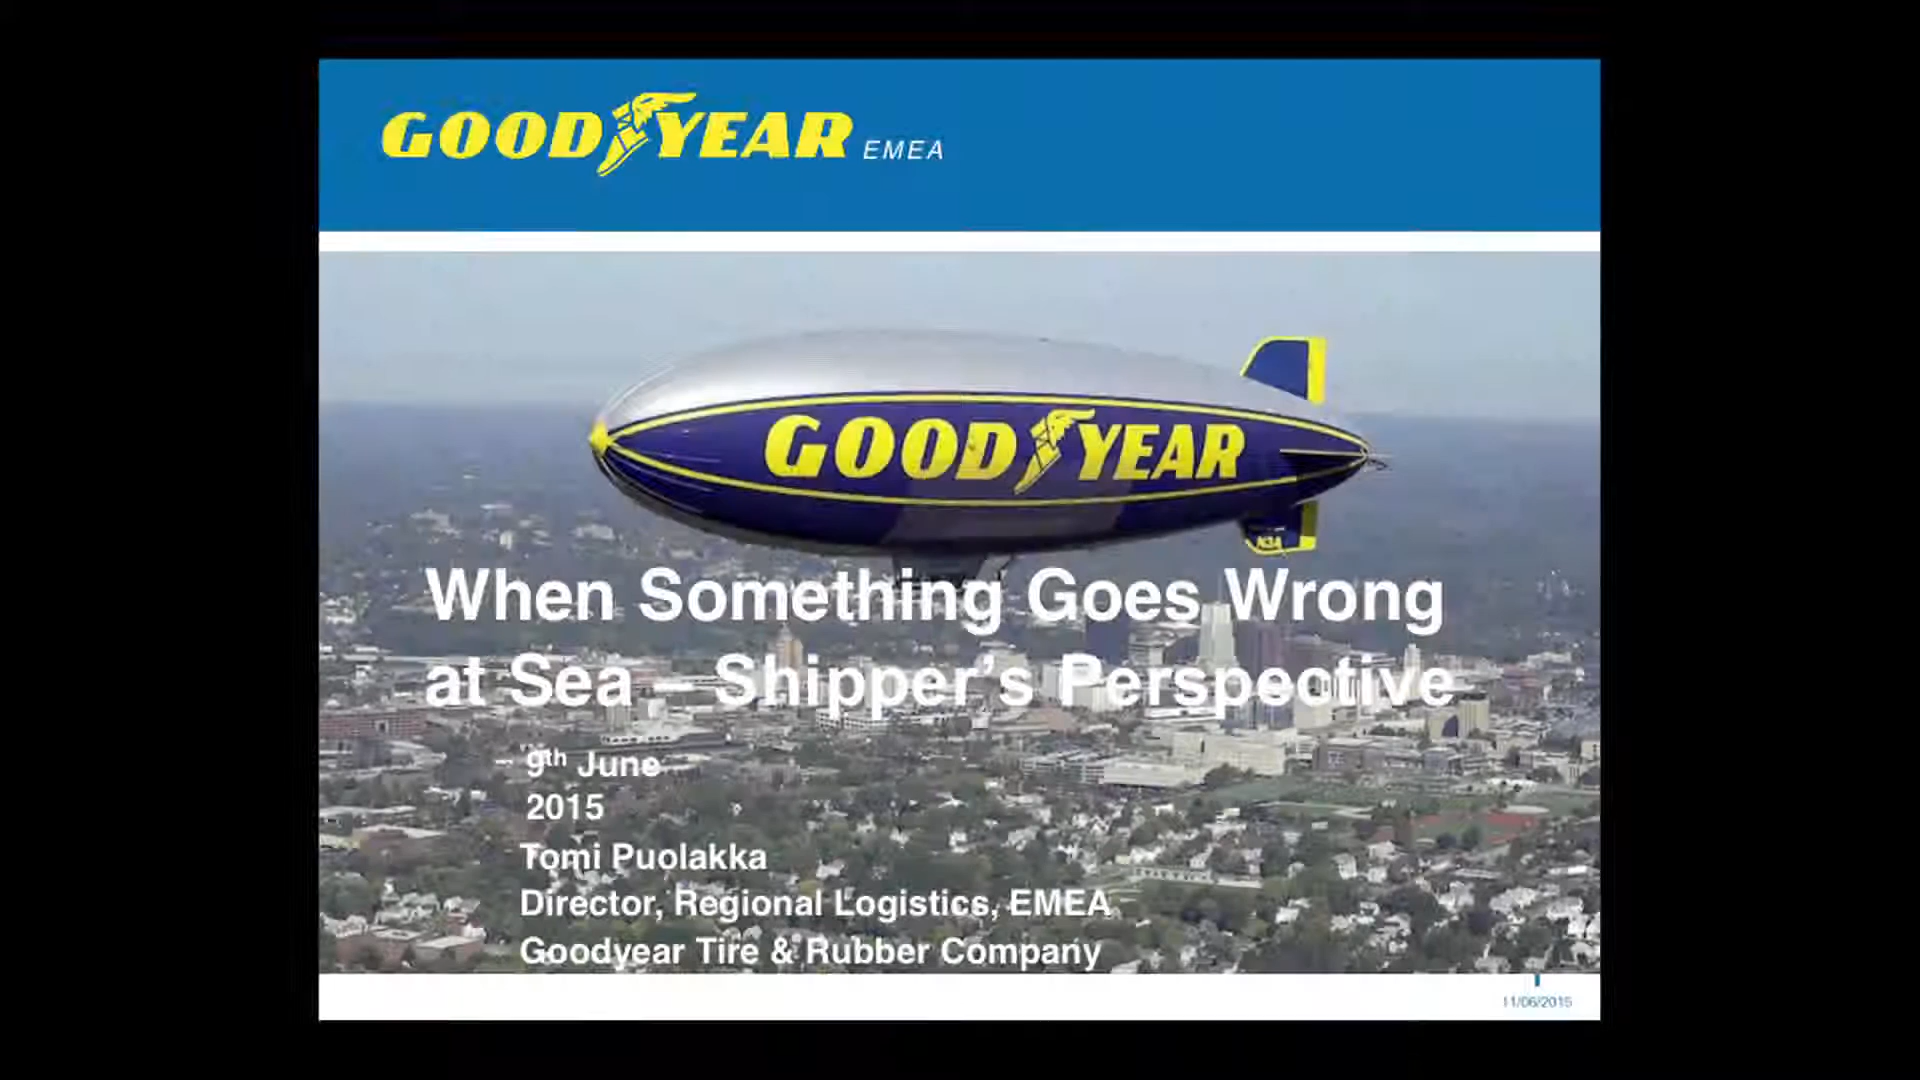 GOODYEAR EMEA
GOODYEAR
N3A
When Something Goes Wrong
at Sea – Shipper's Perspective
– 9th June
2015
Tomi Puolakka
Director, Regional Logistics, EMEA
Goodyear Tire & Rubber Company
11/06/2015